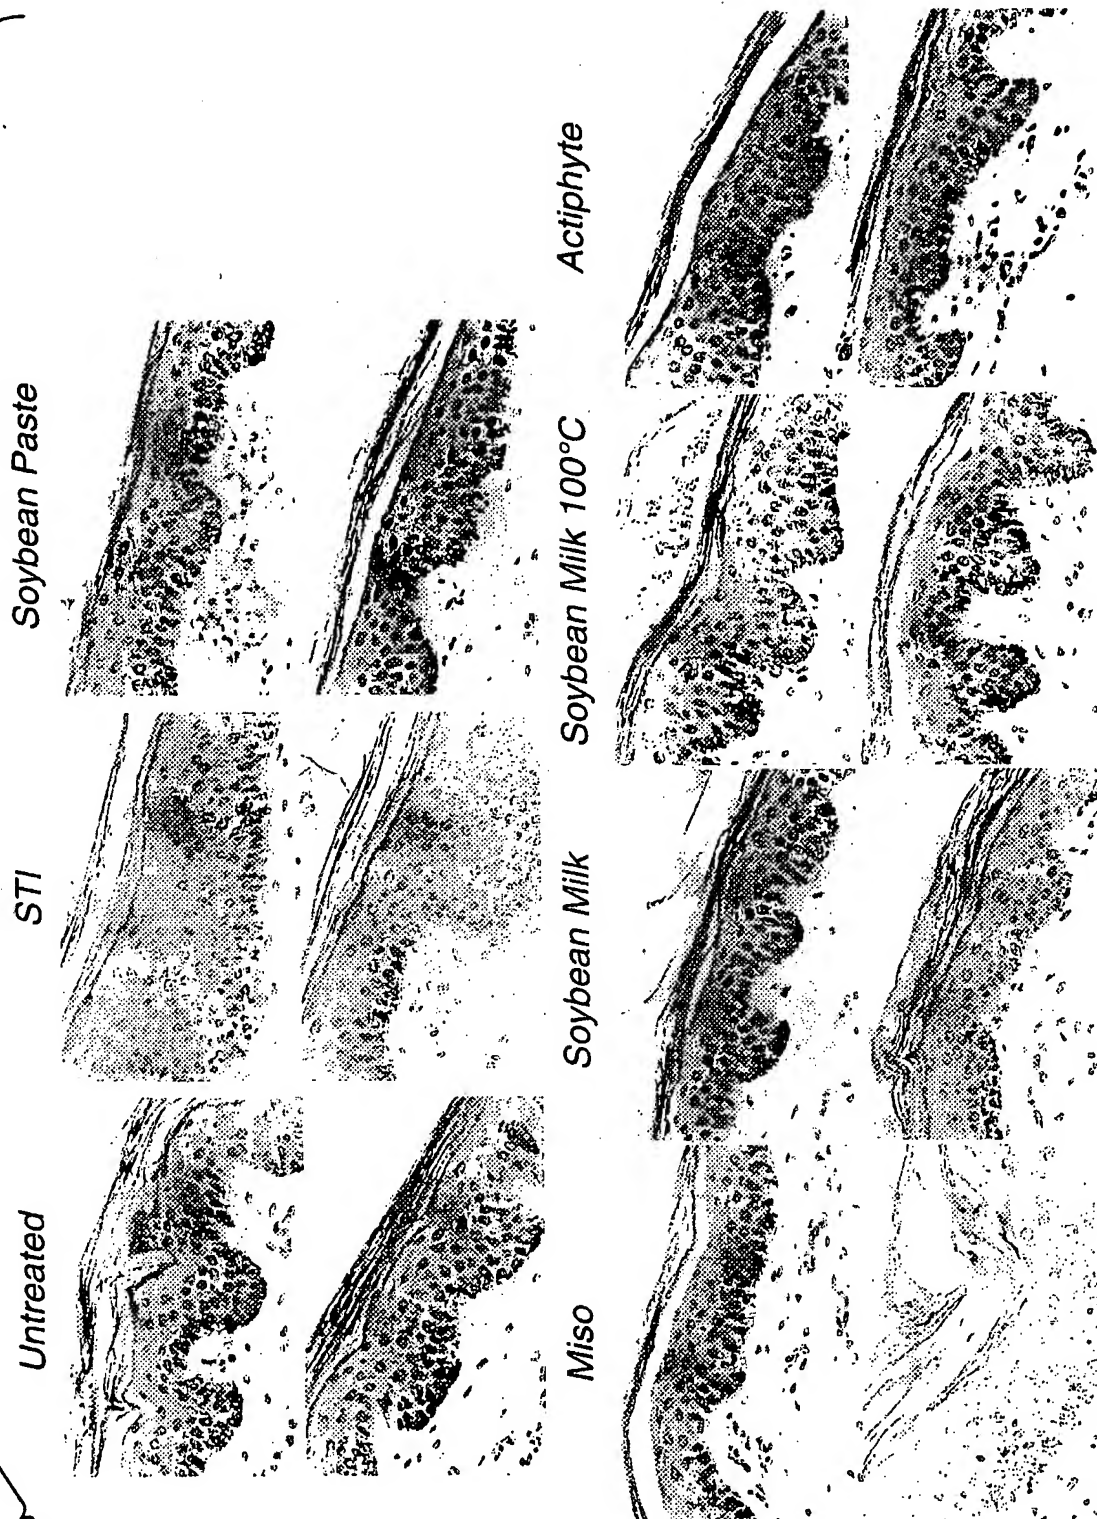 Untreated
STI
Soybean Paste
Miso
Soybean Milk
Soybean Milk 100°C
Actiphyte